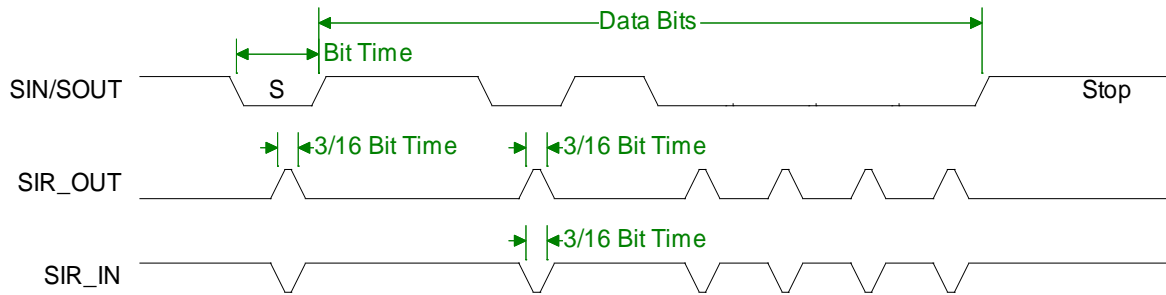 Data Bits
Bit Time
SIN/SOUT
S
Stop
3/16 Bit Time
3/16 Bit Time
SIR_OUT
3/16 Bit Time
SIR_IN